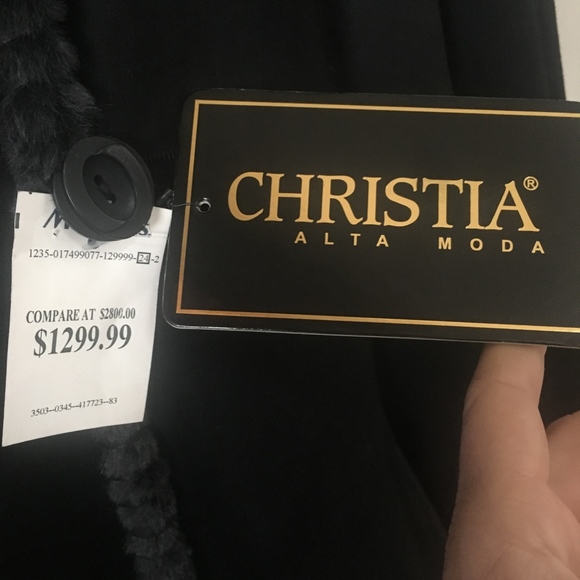 1235-017499077-129999-24-2
COMPARE AT $2800.00
$1299.99
3503--0345--417723--83
CHRISTIA®
ALTA MODA